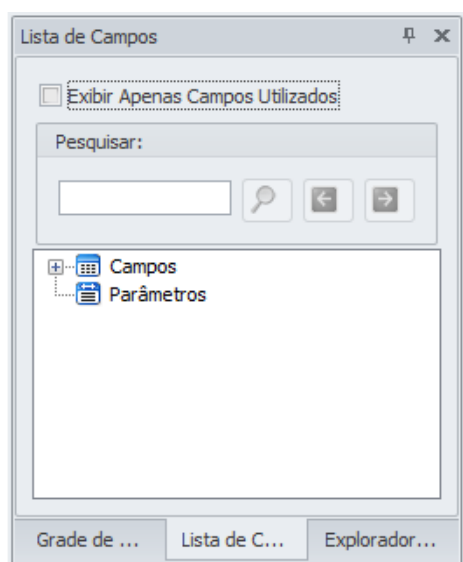 Lista de Campos
Exibir Apenas Campos Utilizados
Pesquisar:
Campos
Parâmetros
Grade de ... Lista de C... Explorador...